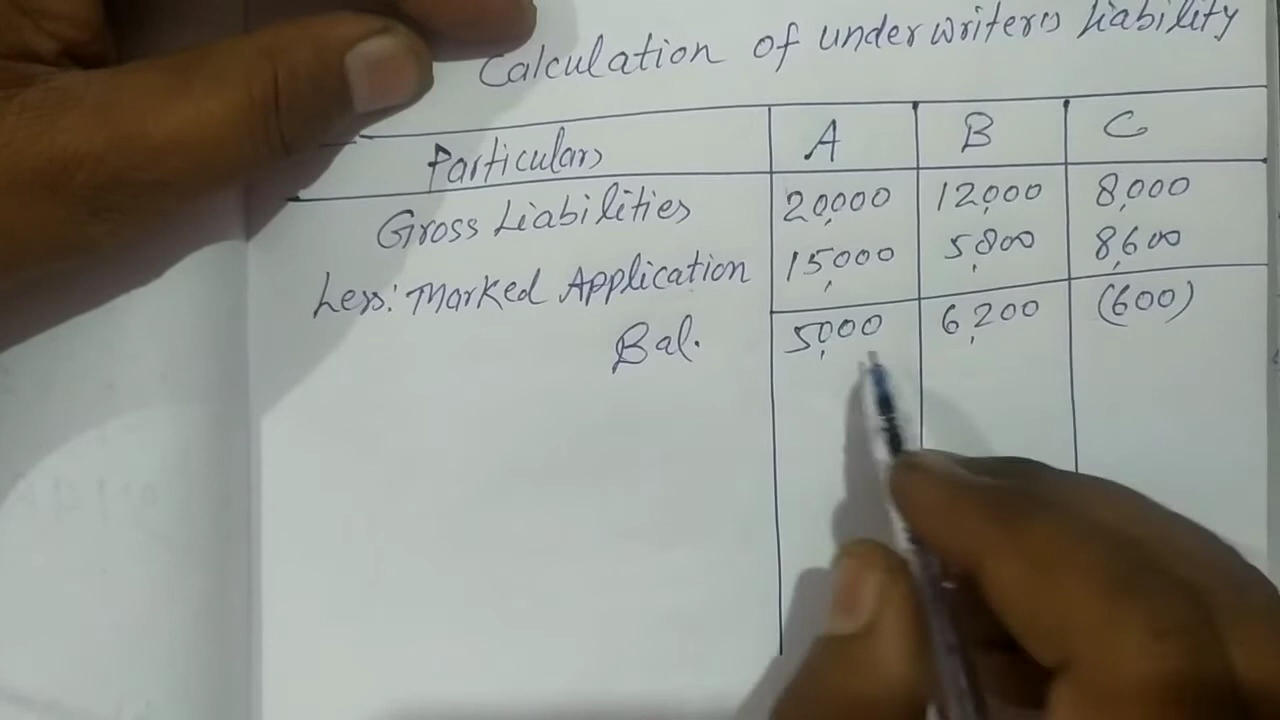 Calculation of underwriter's Liability
Particulars A B C
Gross Liabilities 20,000 12,000 8,000
Less: Marked Application 15,000 5,800 8,600
Bal. 5,000 6,200 (600)